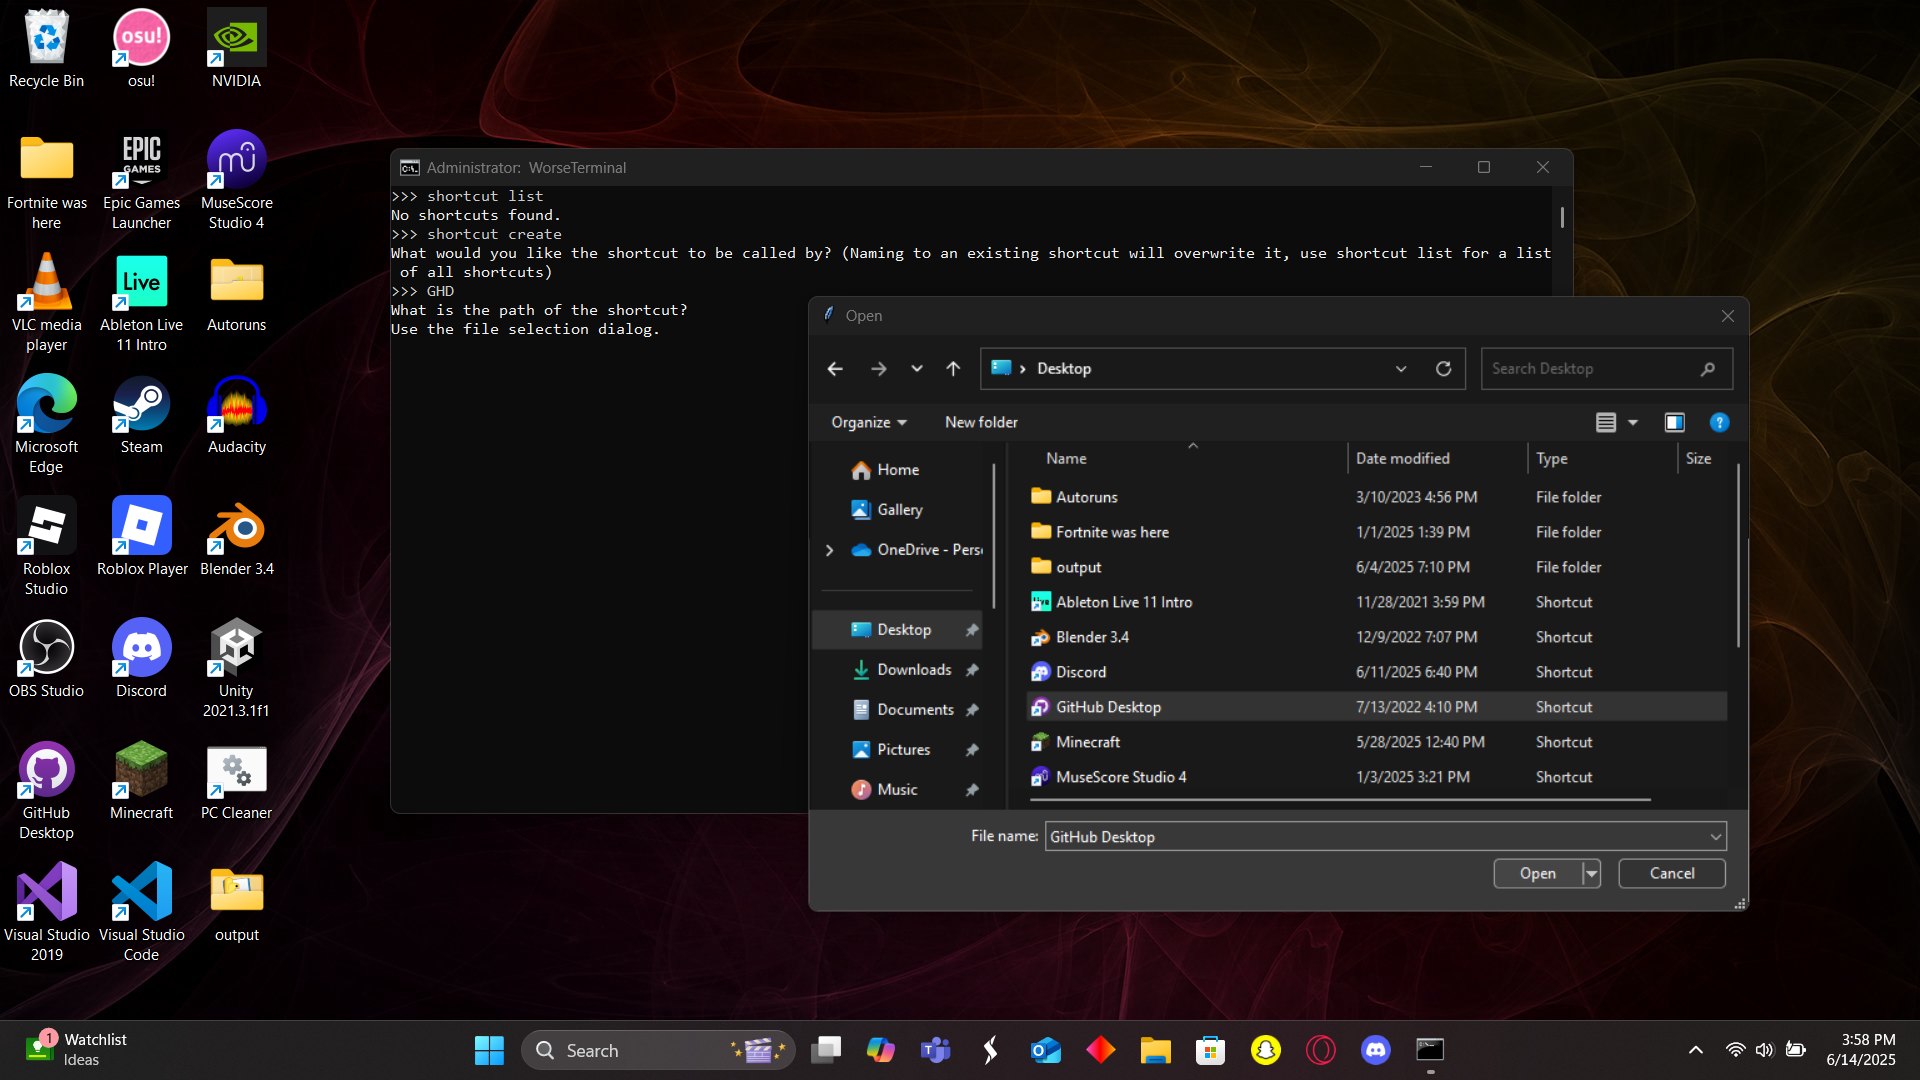 Recycle Bin
osu!
osu!
NVIDIA
Fortnite was
here
EPIC
GAMES
Epic Games
Launcher
MuseScore
Studio 4
VLC media
player
Live
Ableton Live
11 Intro
Autoruns
Microsoft
Edge
Steam
Audacity
Roblox
Studio
Roblox Player
Blender 3.4
OBS Studio
Discord
Unity
2021.3.1f1
GitHub
Desktop
Minecraft
PC Cleaner
Visual Studio
2019
Visual Studio
Code
output
Administrator: WorseTerminal
>>> shortcut list
No shortcuts found.
>>> shortcut create
What would you like the shortcut to be called by? (Naming to an existing shortcut will overwrite it, use shortcut list for a list
of all shortcuts)
>>> GHD
What is the path of the shortcut?
Use the file selection dialog.
Open
Desktop
Search Desktop
Organize
New folder
Home
Gallery
OneDrive - Pers
Desktop
Downloads
Documents
Pictures
Music
Name Date modified Type Size
Autoruns 3/10/2023 4:56 PM File folder
Fortnite was here 1/1/2025 1:39 PM File folder
output 6/4/2025 7:10 PM File folder
Ableton Live 11 Intro 11/28/2021 3:59 PM Shortcut
Blender 3.4 12/9/2022 7:07 PM Shortcut
Discord 6/11/2025 6:40 PM Shortcut
GitHub Desktop 7/13/2022 4:10 PM Shortcut
Minecraft 5/28/2025 12:40 PM Shortcut
MuseScore Studio 4 1/3/2025 3:21 PM Shortcut
File name: GitHub Desktop
Open
Cancel
1
Watchlist
Ideas
Search
3:58 PM
6/14/2025